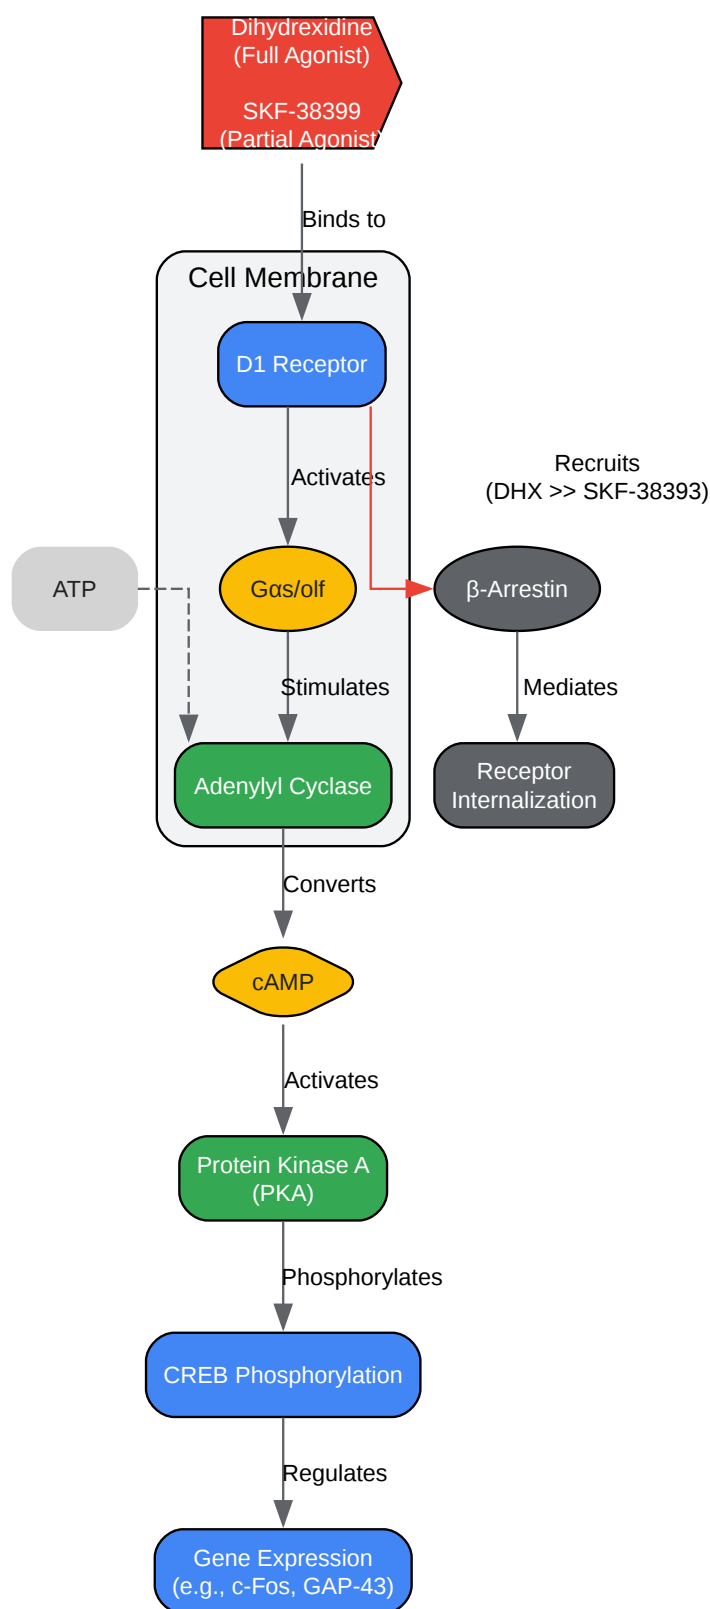 Dihydrexidine
(Full Agonist)
SKF-38399
(Partial Agonist)
Binds to
Cell Membrane
D1 Receptor
Activates
Recruits
(DHX >> SKF-38393)
ATP
Gαs/olf
β-Arrestin
Stimulates
Mediates
Adenylyl Cyclase
Receptor
Internalization
Converts
cAMP
Activates
Protein Kinase A
(PKA)
Phosphorylates
CREB Phosphorylation
Regulates
Gene Expression
(e.g., c-Fos, GAP-43)